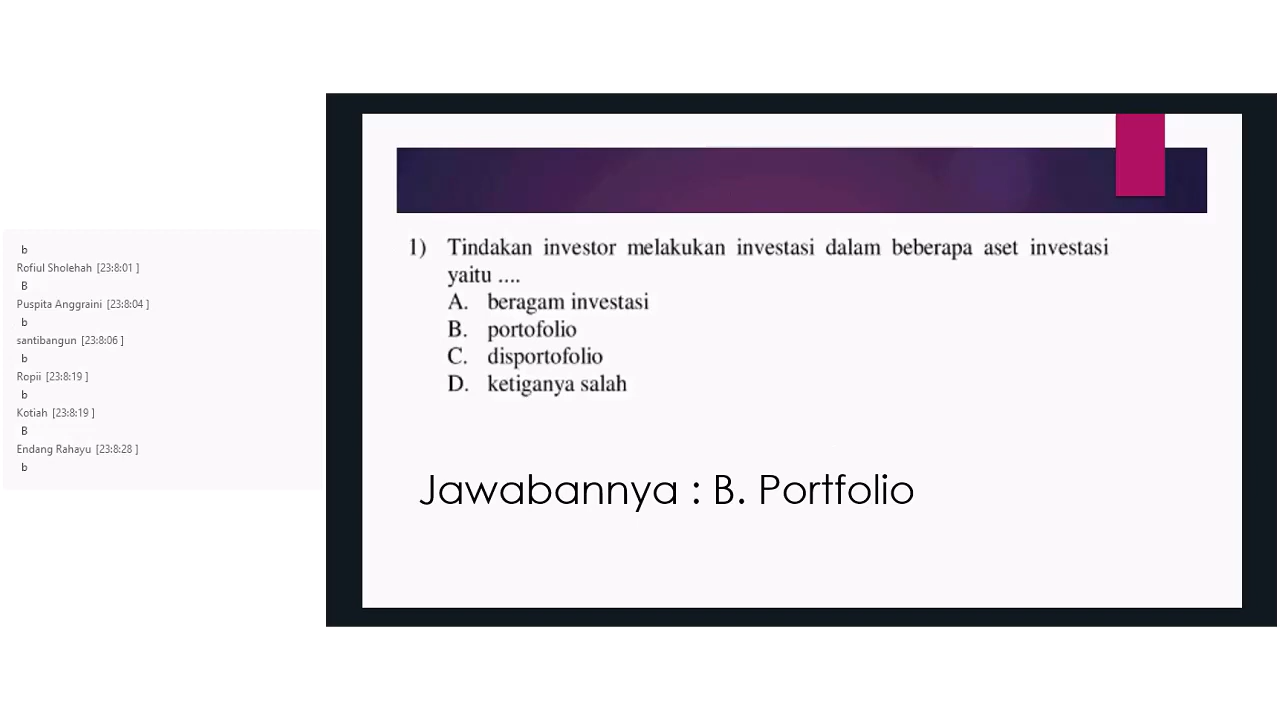 b
Rofiul Sholehah [23:8:01 ]
B
Puspita Anggraini [23:8:04 ]
b
santibangun [23:8:06 ]
b
Ropii [23:8:19 ]
b
Kotiah [23:8:19 ]
B
Endang Rahayu [23:8:28 ]
b
1) Tindakan investor melakukan investasi dalam beberapa aset investasi
yaitu ....
A. beragam investasi
B. portofolio
C. disportofolio
D. ketiganya salah
Jawabannya : B. Portfolio